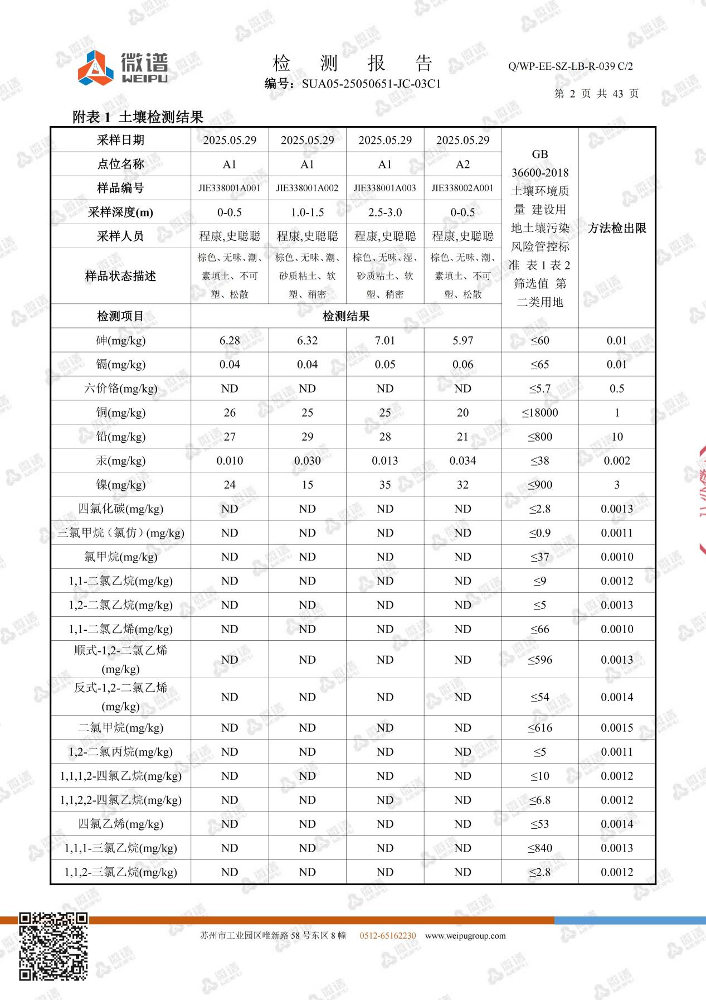 微谱
WEIPU
检测报告
编号：SUA05-25050651-JC-03C1
Q/WP-EE-SZ-LB-R-039 C/2
第 2 页 共 43 页
附表 1 土壤检测结果
采样日期 2025.05.29 2025.05.29 2025.05.29 2025.05.29
点位名称 A1 A1 A1 A2
样品编号 JIE338001A001 JIE338001A002 JIE338001A003 JIE338002A001
采样深度(m) 0-0.5 1.0-1.5 2.5-3.0 0-0.5
采样人员 程康,史聪聪 程康,史聪聪 程康,史聪聪 程康,史聪聪
样品状态描述
棕色、无味、潮、
素填土、不可
塑、松散
棕色、无味、潮、
砂质粘土、软
塑、稍密
棕色、无味、湿、
砂质粘土、软
塑、稍密
棕色、无味、潮、
素填土、不可
塑、松散
GB
36600-2018
土壤环境质
量 建设用
地土壤污染
风险管控标
准 表 1 表 2
筛选值 第
二类用地
方法检出限
检测项目 检测结果
砷(mg/kg) 6.28 6.32 7.01 5.97 ≤60 0.01
镉(mg/kg) 0.04 0.04 0.05 0.06 ≤65 0.01
六价铬(mg/kg) ND ND ND ND ≤5.7 0.5
铜(mg/kg) 26 25 25 20 ≤18000 1
铅(mg/kg) 27 29 28 21 ≤800 10
汞(mg/kg) 0.010 0.030 0.013 0.034 ≤38 0.002
镍(mg/kg) 24 15 35 32 ≤900 3
四氯化碳(mg/kg) ND ND ND ND ≤2.8 0.0013
三氯甲烷（氯仿）(mg/kg) ND ND ND ND ≤0.9 0.0011
氯甲烷(mg/kg) ND ND ND ND ≤37 0.0010
1,1-二氯乙烷(mg/kg) ND ND ND ND ≤9 0.0012
1,2-二氯乙烷(mg/kg) ND ND ND ND ≤5 0.0013
1,1-二氯乙烯(mg/kg) ND ND ND ND ≤66 0.0010
顺式-1,2-二氯乙烯
(mg/kg) ND ND ND ND ≤596 0.0013
反式-1,2-二氯乙烯
(mg/kg) ND ND ND ND ≤54 0.0014
二氯甲烷(mg/kg) ND ND ND ND ≤616 0.0015
1,2-二氯丙烷(mg/kg) ND ND ND ND ≤5 0.0011
1,1,1,2-四氯乙烷(mg/kg) ND ND ND ND ≤10 0.0012
1,1,2,2-四氯乙烷(mg/kg) ND ND ND ND ≤6.8 0.0012
四氯乙烯(mg/kg) ND ND ND ND ≤53 0.0014
1,1,1-三氯乙烷(mg/kg) ND ND ND ND ≤840 0.0013
1,1,2-三氯乙烷(mg/kg) ND ND ND ND ≤2.8 0.0012
苏州市工业园区唯新路 58 号东区 8 幢 0512-65162230 www.weipugroup.com